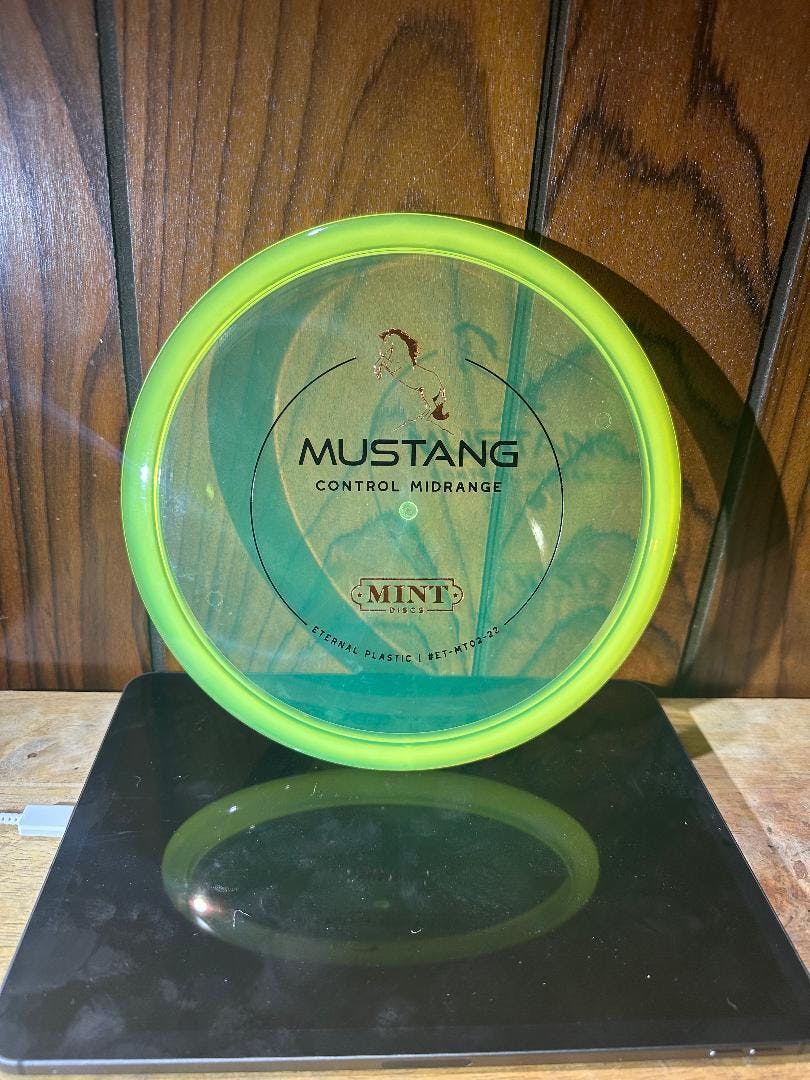 MUSTANG
CONTROL MIDRANGE
MINT
DISCS
ETERNAL PLASTIC | #ET-MT02-22